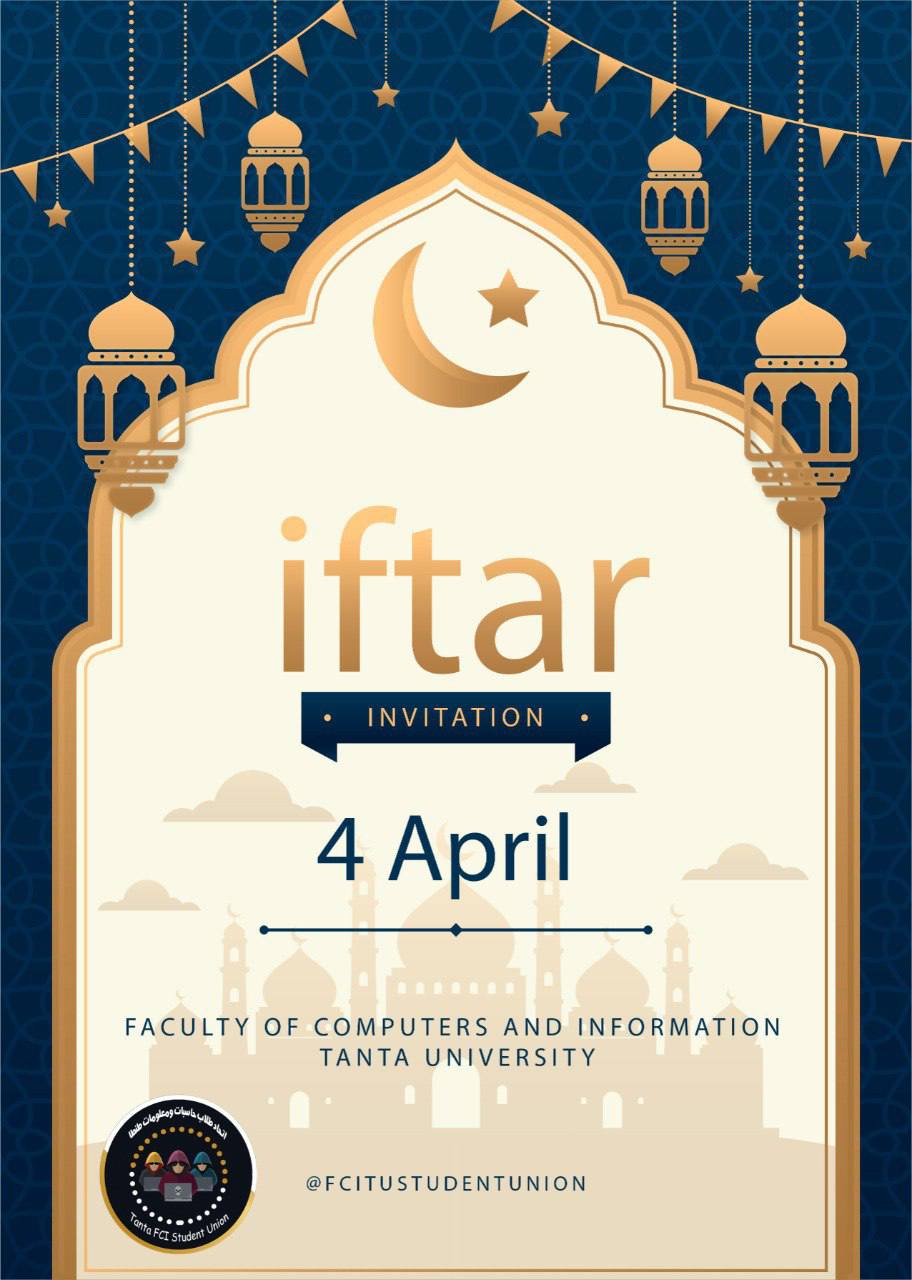 iftar
• INVITATION •
4 April
FACULTY OF COMPUTERS AND INFORMATION
TANTA UNIVERSITY
اتحاد طلاب حاسبات ومعلومات طنطا
Tanta FCI Student Union
@FCITUSTUDENTUNION